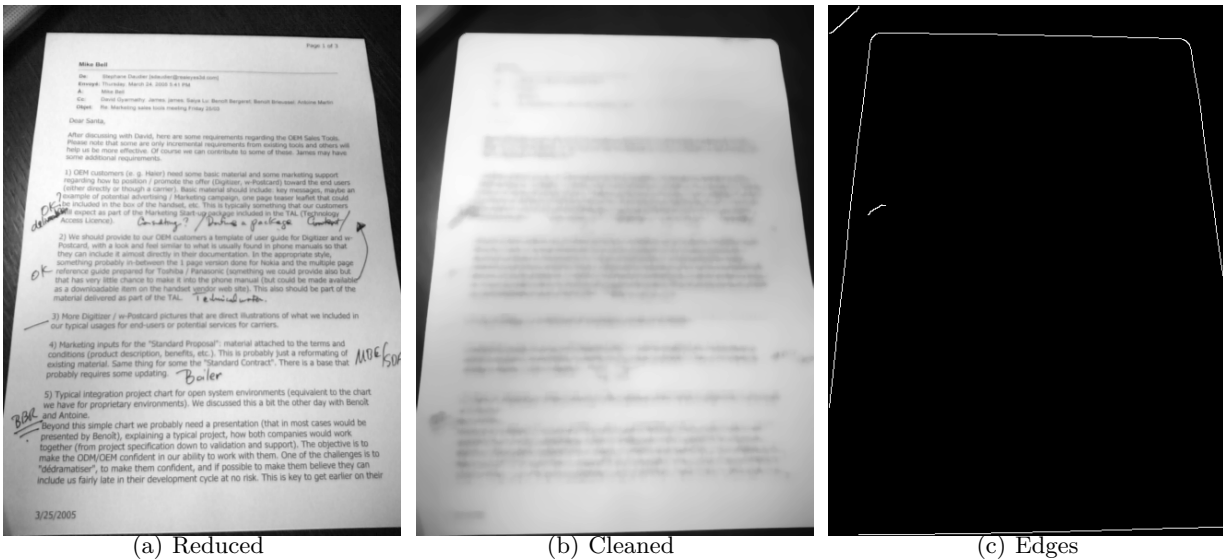 Page 1 of 3
Mike Bell
De: Stephane Dauller
Envoyé: Thursday, March 24, 2005 3:41 PM
À: Mike Bell
Cc: David Gyarmathy; James James; Benoît Bergeret; Antoine Martin
Objet: Re: Marketing sales tools meeting Friday 25/03
Dear Santa,
After discussing with David, here are some requirements regarding the OEM Sales Tools.
Please note that some are only incremental requirements from existing tools and others will
help us be more effective. Of course we can contribute to some of these. James may have
some additional requirements.
1) OEM customers (e. g. Haier) need some basic material and some marketing support
regarding how to position / promote the offer (Digitizer, w-Postcard) toward the end users
(either directly or though a carrier). Basic material should include: key messages, maybe an
example of potential advertising / Marketing campaign, one page teaser leaflet that could
OK?
be included in the box of the handset, etc. This is typically something that our customers
expect as part of the Marketing Start-up package included in the TAL (Technology
Access Licence). Consulting? / During a package Contract /
2) We should provide to our OEM customers a template of user guide for Digitizer and w-
Postcard, with a look and feel similar to what is usually found in phone manuals so that
they can include it almost directly in their documentation. In the appropriate style,
something probably in-between the 1 page version done for Nokia and the multiple page
OK reference guide prepared for Toshiba / Panasonic (something we could provide also but
that has very little chance to make it into the phone manual (but could be made available
as a downloadable item on the handset vendor web site). This also should be part of the
material delivered as part of the TAL. Technical writer.
3) More Digitizer / w-Postcard pictures that are direct illustrations of what we included in
our typical usages for end-users or potential services for carriers.
4) Marketing inputs for the "Standard Proposal": material attached to the terms and
conditions (product description, benefits, etc.). This is probably just a reformating of
existing material. Same thing for some the "Standard Contract". There is a base that MOE/SDA
probably requires some updating. Boiler
5) Typical integration project chart for open system environments (equivalent to the chart
we have for proprietary environments). We discussed this a bit the other day with Benoît
BBR and Antoine.
Beyond this simple chart we probably need a presentation (that in most cases would be
presented by Benoît), explaining a typical project, how both companies would work
together (from project specification down to validation and support). The objective is to
make the ODM/OEM confident in our ability to work with them. One of the challenges is to
"dédramatiser", to make them confident, and if possible to make them believe they can
include us fairly late in their development cycle at no risk. This is key to get earlier on their
3/25/2005
(a) Reduced
(b) Cleaned
(c) Edges